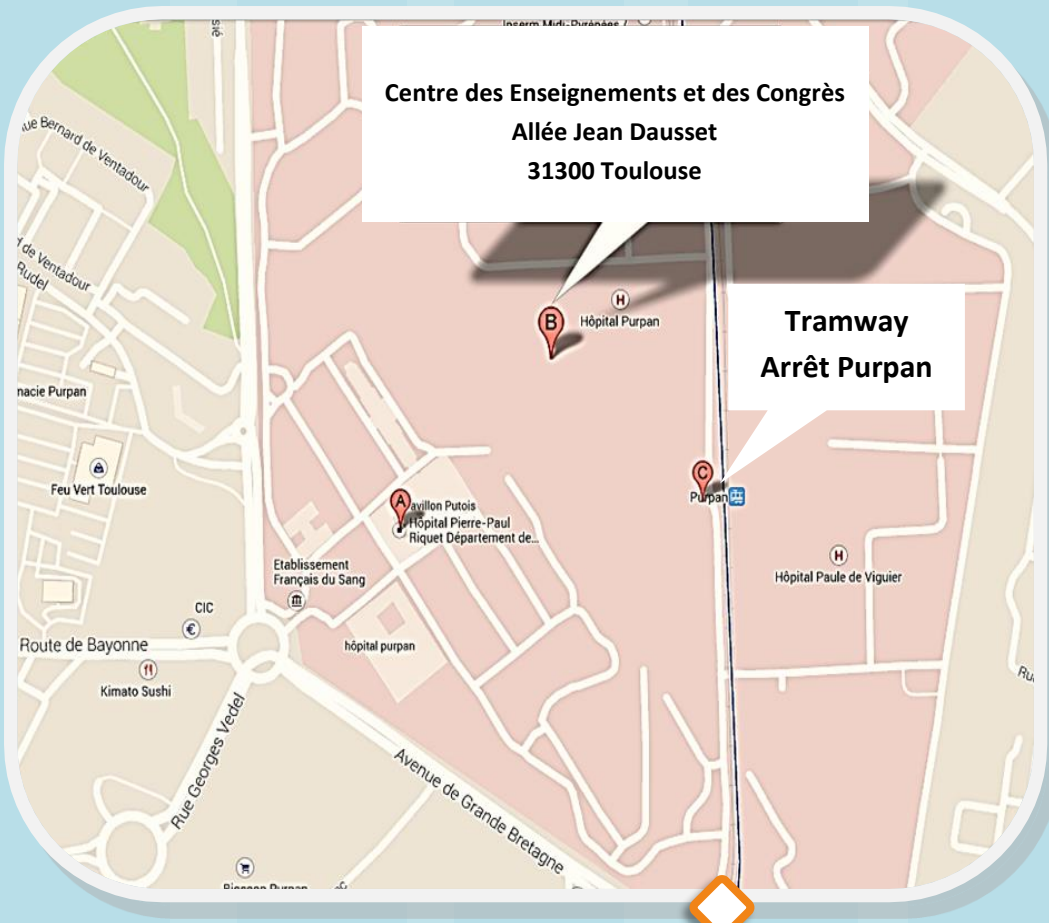 Inserm Midi-Pyrénées /
Centre des Enseignements et des Congrès
Allée Jean Dausset
31300 Toulouse
Bernard de Ventadour
de Ventadour
Rudel
B
H
Hôpital Purpan
Tramway
Arrêt Purpan
Purpan
Feu Vert Toulouse
A
Pavillon Putois
Hôpital Pierre-Paul
Riquet Département de...
C
Purpan
H
Hôpital Paule de Viguier
Etablissement
Français du Sang
CIC
€
Route de Bayonne
hôpital purpan
Kimato Sushi
Rue Georges Vedel
Avenue de Grande Bretagne